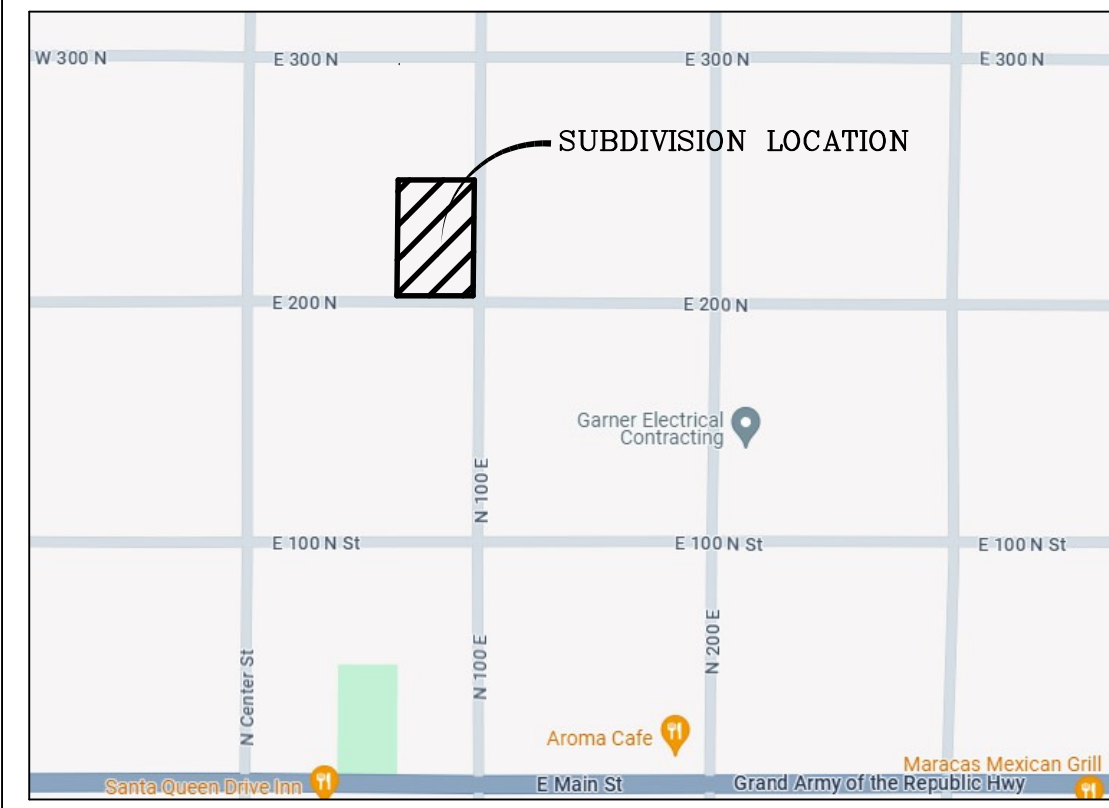 W 300 N
E 300 N
E 300 N
E 300 N
SUBDIVISION LOCATION
E 200 N
E 200 N
Garner Electrical
Contracting
N 100 E
E 100 N St
E 100 N St
E 100 N St
N Center St
N 100 E
N 200 E
Aroma Cafe
Maracas Mexican Grill
Santa Queen Drive Inn
E Main St
Grand Army of the Republic Hwy